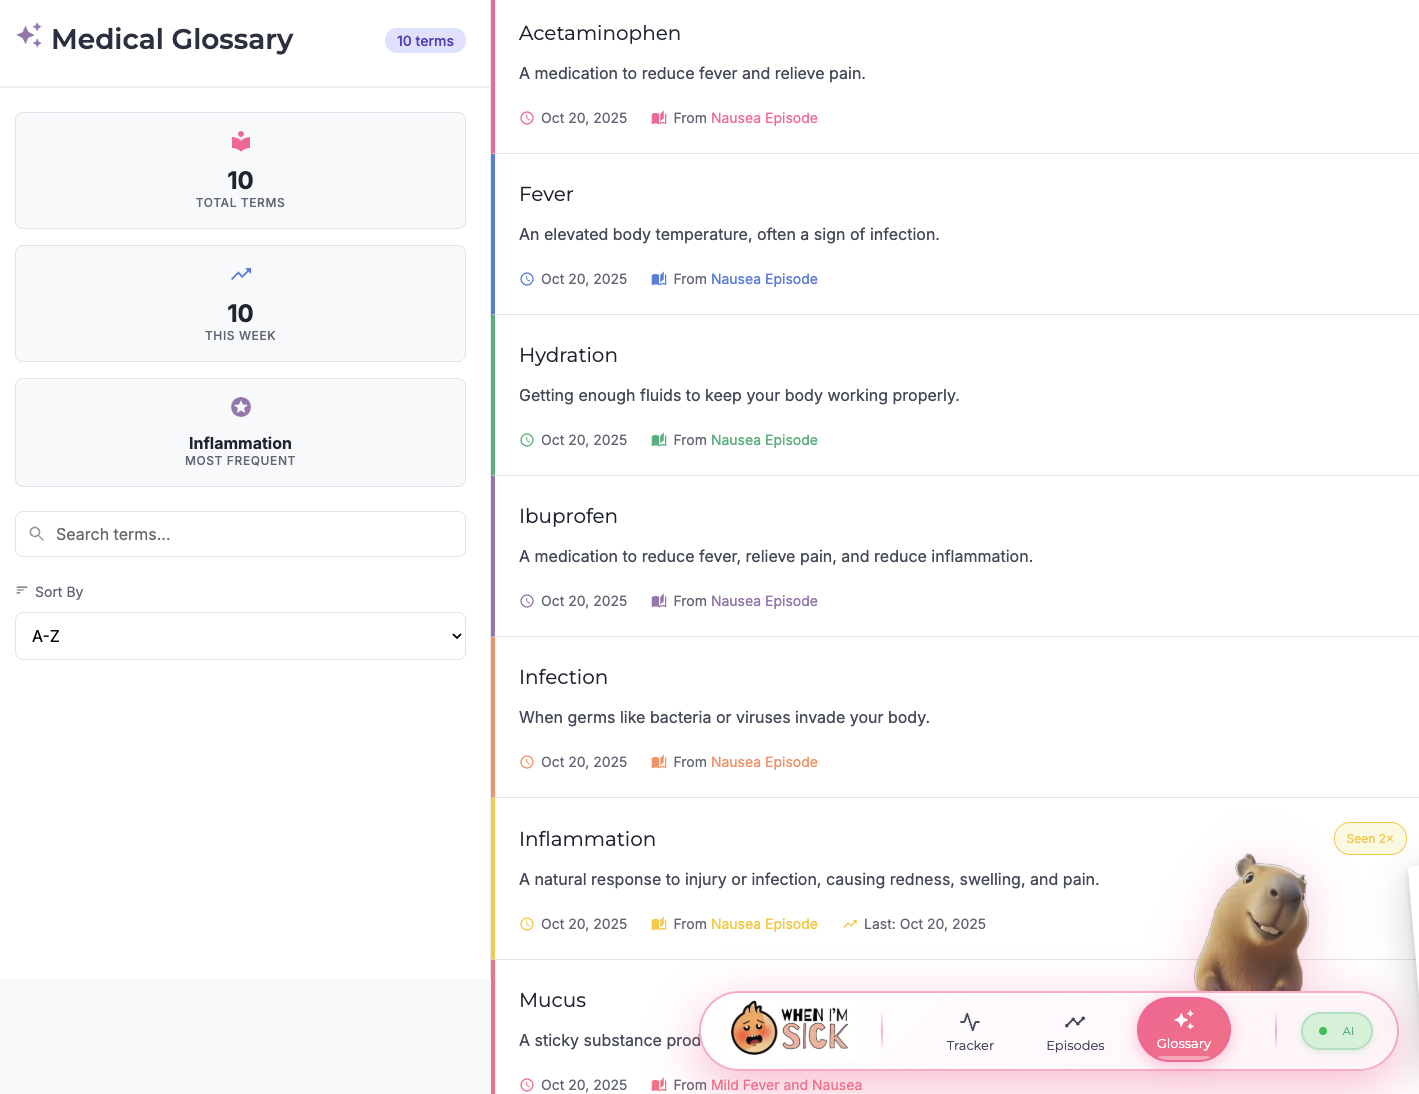 Medical Glossary
10 terms
10
TOTAL TERMS
10
THIS WEEK
Inflammation
MOST FREQUENT
Search terms...
Sort By
A-Z
Acetaminophen
A medication to reduce fever and relieve pain.
Oct 20, 2025 From Nausea Episode
Fever
An elevated body temperature, often a sign of infection.
Oct 20, 2025 From Nausea Episode
Hydration
Getting enough fluids to keep your body working properly.
Oct 20, 2025 From Nausea Episode
Ibuprofen
A medication to reduce fever, relieve pain, and reduce inflammation.
Oct 20, 2025 From Nausea Episode
Infection
When germs like bacteria or viruses invade your body.
Oct 20, 2025 From Nausea Episode
Inflammation
Seen 2×
A natural response to injury or infection, causing redness, swelling, and pain.
Oct 20, 2025 From Nausea Episode Last: Oct 20, 2025
Mucus
A sticky substance prod
Oct 20, 2025 From Mild Fever and Nausea
WHEN I'M
SICK
Tracker
Episodes
Glossary
AI